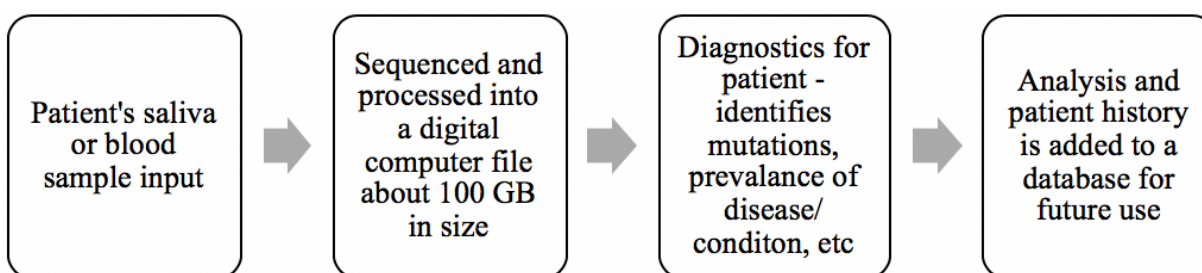 Patient's saliva
or blood
sample input
Sequenced and
processed into
a digital
computer file
about 100 GB
in size
Diagnostics for
patient -
identifies
mutations,
prevalance of
disease/
conditon, etc
Analysis and
patient history
is added to a
database for
future use